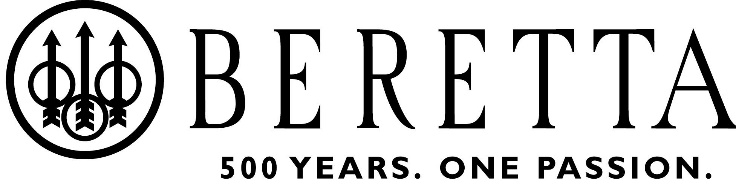 BERETTA
500 YEARS. ONE PASSION.